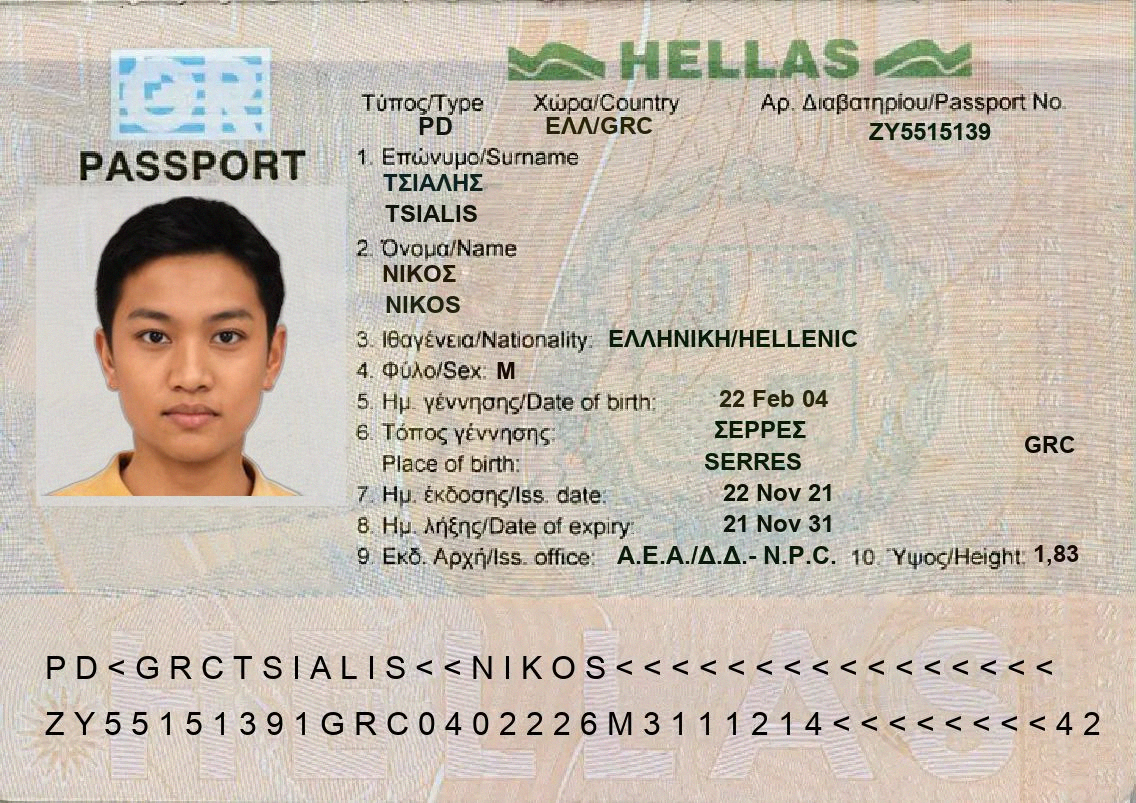 GR
PASSPORT
HELLAS
Τύπος/Type Χώρα/Country Αρ. Διαβατηρίου/Passport No.
PD ΕΛΛ/GRC ZY5515139
1. Επώνυμο/Surname
ΤΣΙΑΛΗΣ
TSIALIS
2. Όνομα/Name
ΝΙΚΟΣ
NIKOS
3. Ιθαγένεια/Nationality: ΕΛΛΗΝΙΚΗ/HELLENIC
4. Φύλο/Sex: M
5. Ημ. γέννησης/Date of birth: 22 Feb 04
6. Τόπος γέννησης: ΣΕΡΡΕΣ
Place of birth: SERRES GRC
7. Ημ. έκδοσης/Iss. date: 22 Nov 21
8. Ημ. λήξης/Date of expiry: 21 Nov 31
9 Εκδ. Αρχή/Iss. office: Α.Ε.Α./Δ.Δ.- N.P.C. 10. Ύψος/Height: 1,83
HELLAS
PD<GRCTSIALIS<<NIKOS<<<<<<<<<<<<<<<<
ZY55151391GRC0402226M3111214<<<<<<<<42